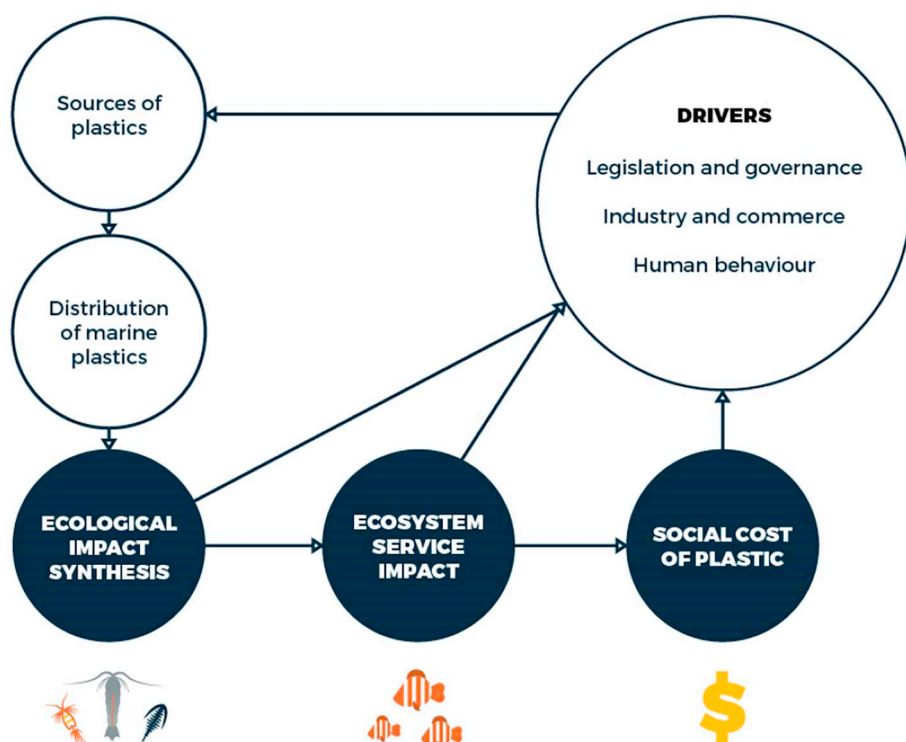 Sources of
plastics
DRIVERS
Legislation and governance
Industry and commerce
Human behaviour
Distribution
of marine
plastics
ECOLOGICAL
IMPACT
SYNTHESIS
ECOSYSTEM
SERVICE
IMPACT
SOCIAL COST
OF PLASTIC
$